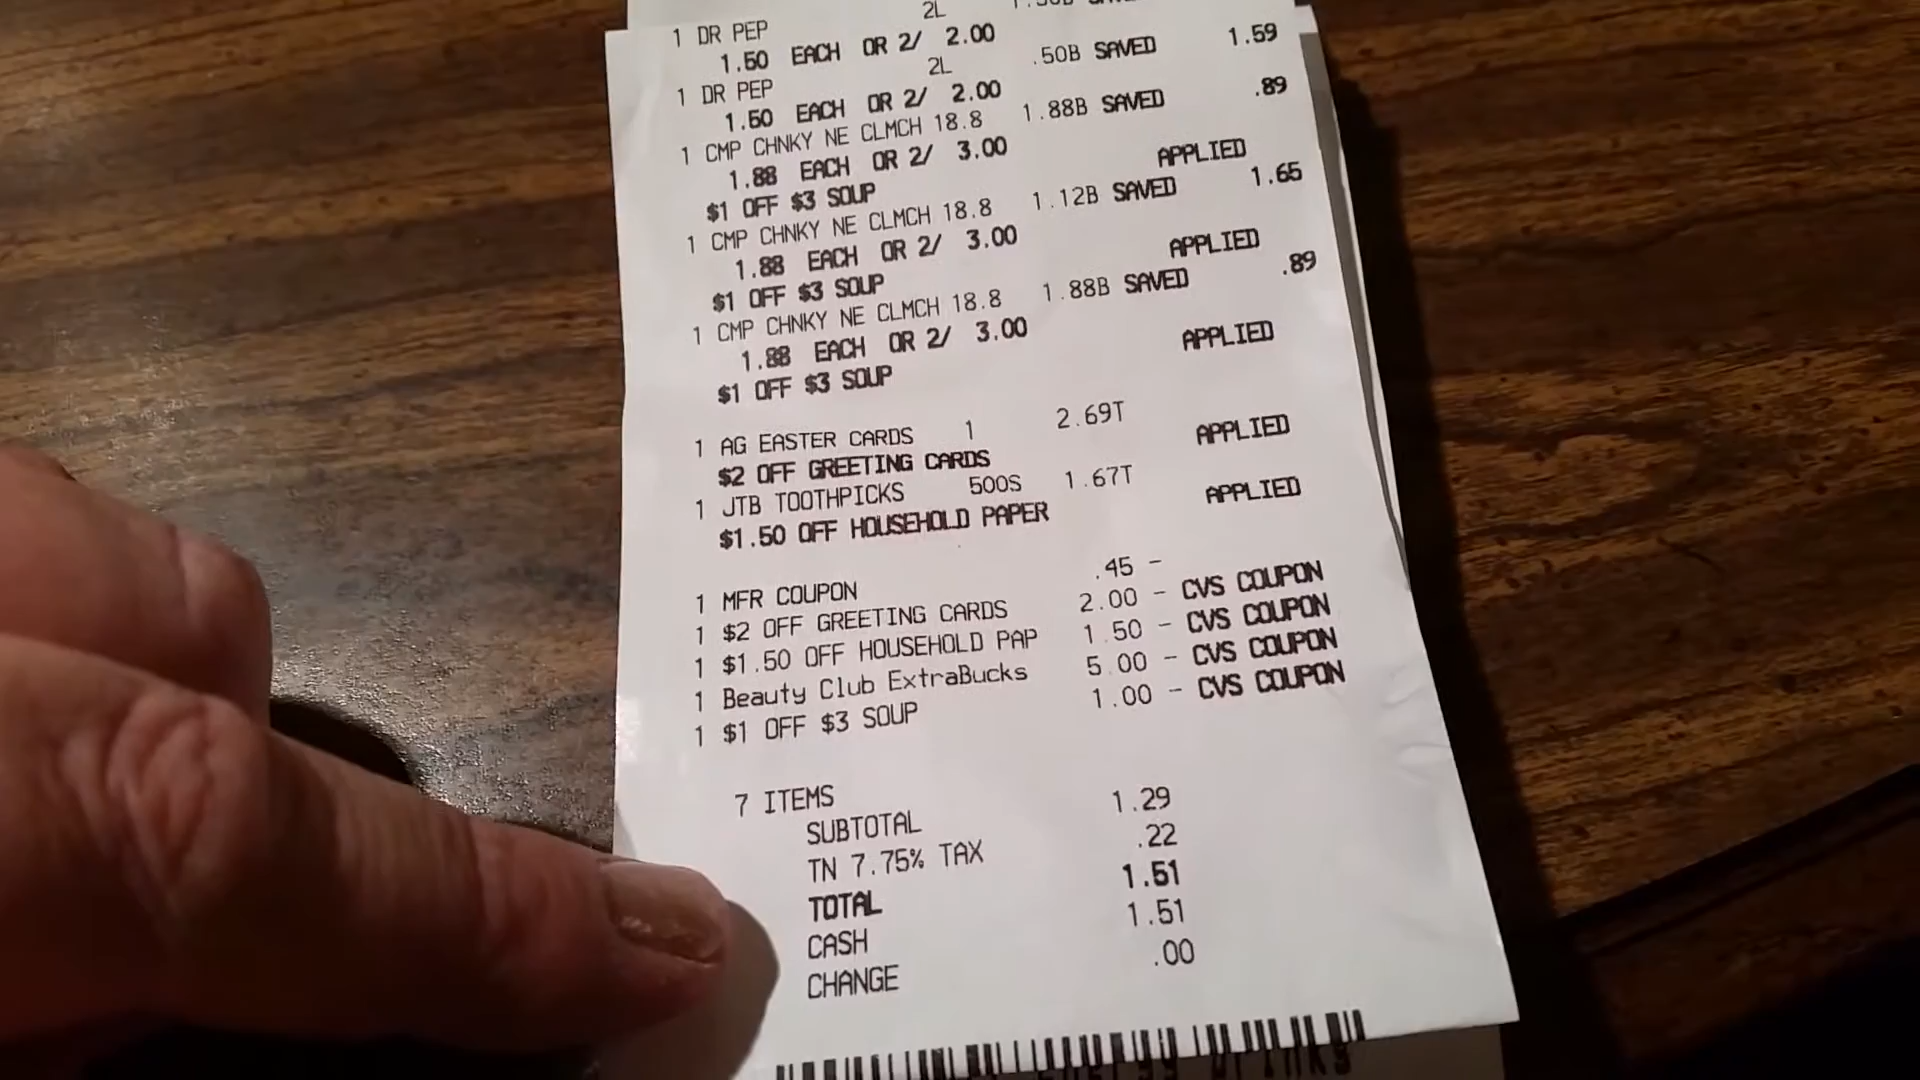 1 DR PEP 2L 1.50B SAVED
1.50 EACH OR 2/ 2.00
1 DR PEP 2L .50B SAVED 1.59
1.50 EACH OR 2/ 2.00
1 CMP CHNKY NE CLMCH 18.8 1.88B SAVED .89
1.88 EACH OR 2/ 3.00
$1 OFF $3 SOUP APPLIED
1 CMP CHNKY NE CLMCH 18.8 1.12B SAVED 1.65
1.88 EACH OR 2/ 3.00
$1 OFF $3 SOUP APPLIED
1 CMP CHNKY NE CLMCH 18.8 1.88B SAVED .89
1.88 EACH OR 2/ 3.00
$1 OFF $3 SOUP APPLIED
1 AG EASTER CARDS 1 2.69T
$2 OFF GREETING CARDS APPLIED
1 JTB TOOTHPICKS 500S 1.67T
$1.50 OFF HOUSEHOLD PAPER APPLIED
1 MFR COUPON .45 -
1 $2 OFF GREETING CARDS 2.00 - CVS COUPON
1 $1.50 OFF HOUSEHOLD PAP 1.50 - CVS COUPON
1 Beauty Club ExtraBucks 5.00 - CVS COUPON
1 $1 OFF $3 SOUP 1.00 - CVS COUPON
7 ITEMS
SUBTOTAL 1.29
TN 7.75% TAX .22
TOTAL 1.51
CASH 1.51
CHANGE .00